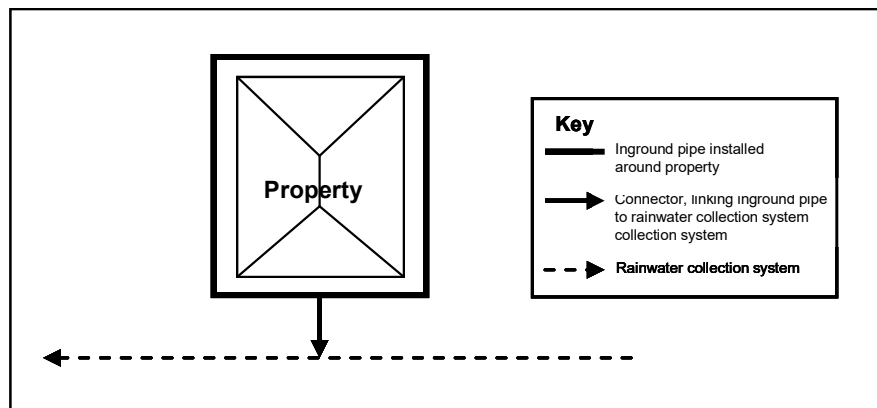 Property
Key
Inground pipe installed
around property
Connector, linking inground pipe
to rainwater collection system
collection system
Rainwater collection system